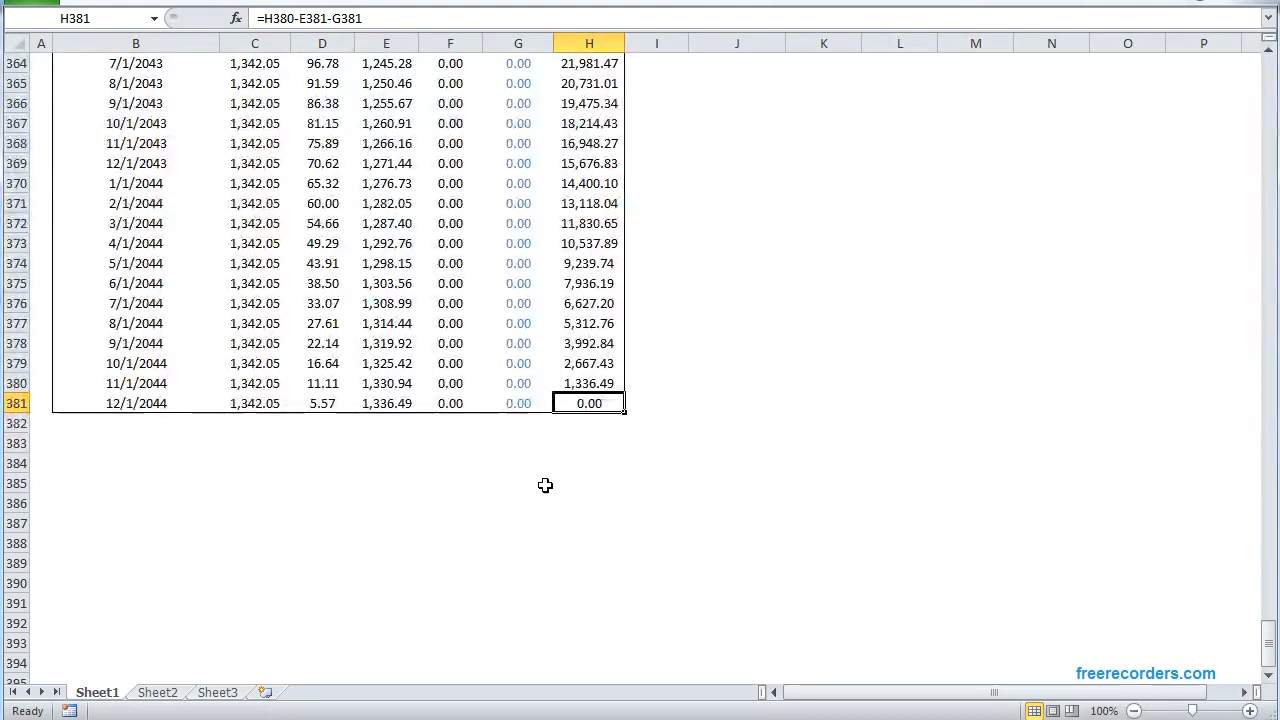 H381 fx =H380-E381-G381
A B C D E F G H I J K L M N O P
364 7/1/2043 1,342.05 96.78 1,245.28 0.00 0.00 21,981.47
365 8/1/2043 1,342.05 91.59 1,250.46 0.00 0.00 20,731.01
366 9/1/2043 1,342.05 86.38 1,255.67 0.00 0.00 19,475.34
367 10/1/2043 1,342.05 81.15 1,260.91 0.00 0.00 18,214.43
368 11/1/2043 1,342.05 75.89 1,266.16 0.00 0.00 16,948.27
369 12/1/2043 1,342.05 70.62 1,271.44 0.00 0.00 15,676.83
370 1/1/2044 1,342.05 65.32 1,276.73 0.00 0.00 14,400.10
371 2/1/2044 1,342.05 60.00 1,282.05 0.00 0.00 13,118.04
372 3/1/2044 1,342.05 54.66 1,287.40 0.00 0.00 11,830.65
373 4/1/2044 1,342.05 49.29 1,292.76 0.00 0.00 10,537.89
374 5/1/2044 1,342.05 43.91 1,298.15 0.00 0.00 9,239.74
375 6/1/2044 1,342.05 38.50 1,303.56 0.00 0.00 7,936.19
376 7/1/2044 1,342.05 33.07 1,308.99 0.00 0.00 6,627.20
377 8/1/2044 1,342.05 27.61 1,314.44 0.00 0.00 5,312.76
378 9/1/2044 1,342.05 22.14 1,319.92 0.00 0.00 3,992.84
379 10/1/2044 1,342.05 16.64 1,325.42 0.00 0.00 2,667.43
380 11/1/2044 1,342.05 11.11 1,330.94 0.00 0.00 1,336.49
381 12/1/2044 1,342.05 5.57 1,336.49 0.00 0.00 0.00
382
383
384
385
386
387
388
389
390
391
392
393
394
395
freerecorders.com
Sheet1 Sheet2 Sheet3
Ready 100%